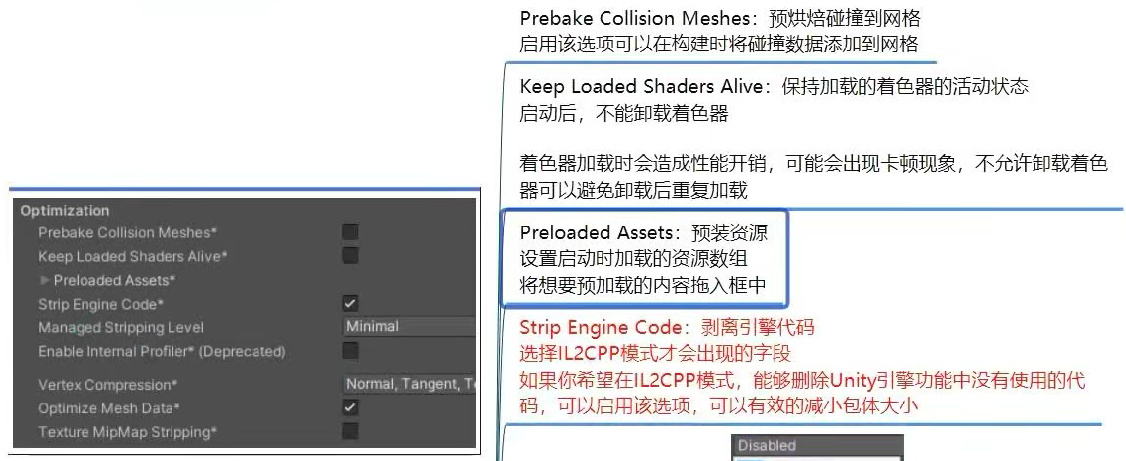 Prebake Collision Meshes：预烘焙碰撞到网格
启用该选项可以在构建时将碰撞数据添加到网格
Keep Loaded Shaders Alive：保持加载的着色器的活动状态
启动后，不能卸载着色器
着色器加载时会造成性能开销，可能会出现卡顿现象，不允许卸载着色
器可以避免卸载后重复加载
Preloaded Assets：预装资源
设置启动时加载的资源数组
将想要预加载的内容拖入框中
Strip Engine Code：剥离引擎代码
选择IL2CPP模式才会出现的字段
如果你希望在IL2CPP模式，能够删除Unity引擎功能中没有使用的代
码，可以启用该选项，可以有效的减小包体大小
Optimization
Prebake Collision Meshes*
Keep Loaded Shaders Alive*
Preloaded Assets*
Strip Engine Code*
Managed Stripping Level Minimal
Enable Internal Profiler* (Deprecated)
Vertex Compression* Normal, Tangent, Te
Optimize Mesh Data*
Texture MipMap Stripping*
Disabled